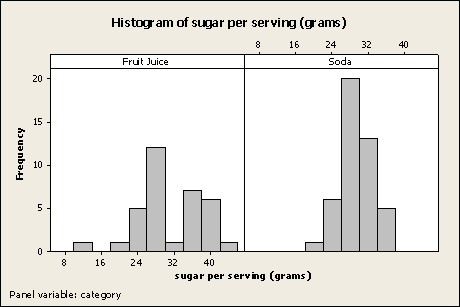 Histogram of sugar per serving (grams)
8 16 24 32 40
Fruit Juice Soda
20
15
10
5
0
Frequency
8 16 24 32 40
sugar per serving (grams)
Panel variable: category